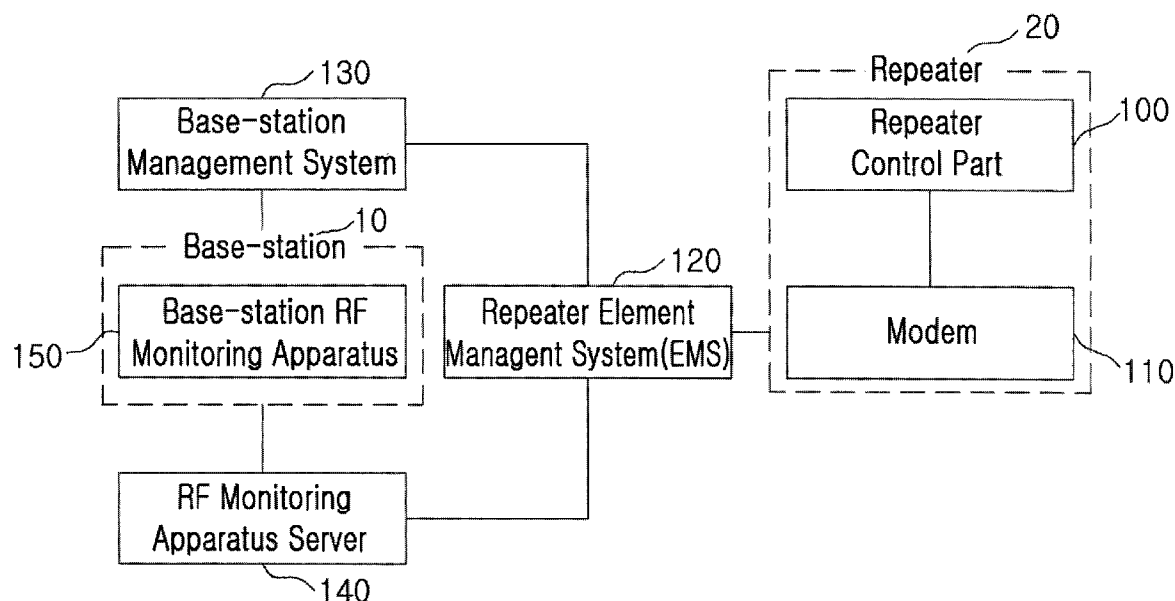 20
Repeater
130
Base-station
Management System
Repeater
Control Part
100
10
Base-station
120
Base-station RF
Monitoring Apparatus
150
Repeater Element
Managent System(EMS)
Modem
110
RF Monitoring
Apparatus Server
140